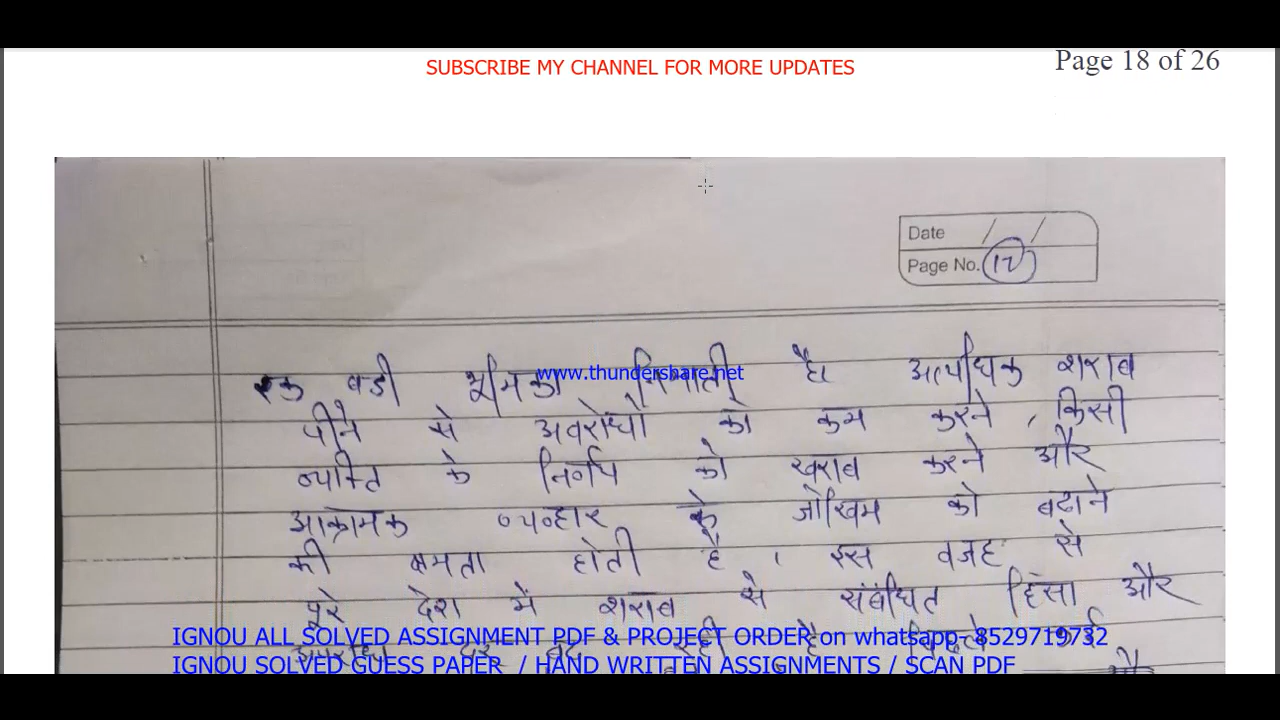 SUBSCRIBE MY CHANNEL FOR MORE UPDATES
Page 18 of 26
Date / /
Page No. 17
एक बडी भूमिका निभाती है। अत्यधिक शराब
www.thundershare.net
पीने से अवरोधो को कम करने, किसी
व्यक्ति के निर्णय को खराब करने और
आक्रामक व्यवहार के जोखिम को बढाने
की क्षमता होती है, इस वजह से
पूरे देश में शराब से संबंधित हिंसा और
दर बढ रही है
IGNOU ALL SOLVED ASSIGNMENT PDF & PROJECT ORDER on whatsapp- 8529719732
IGNOU SOLVED GUESS PAPER / HAND WRITTEN ASSIGNMENTS / SCAN PDF